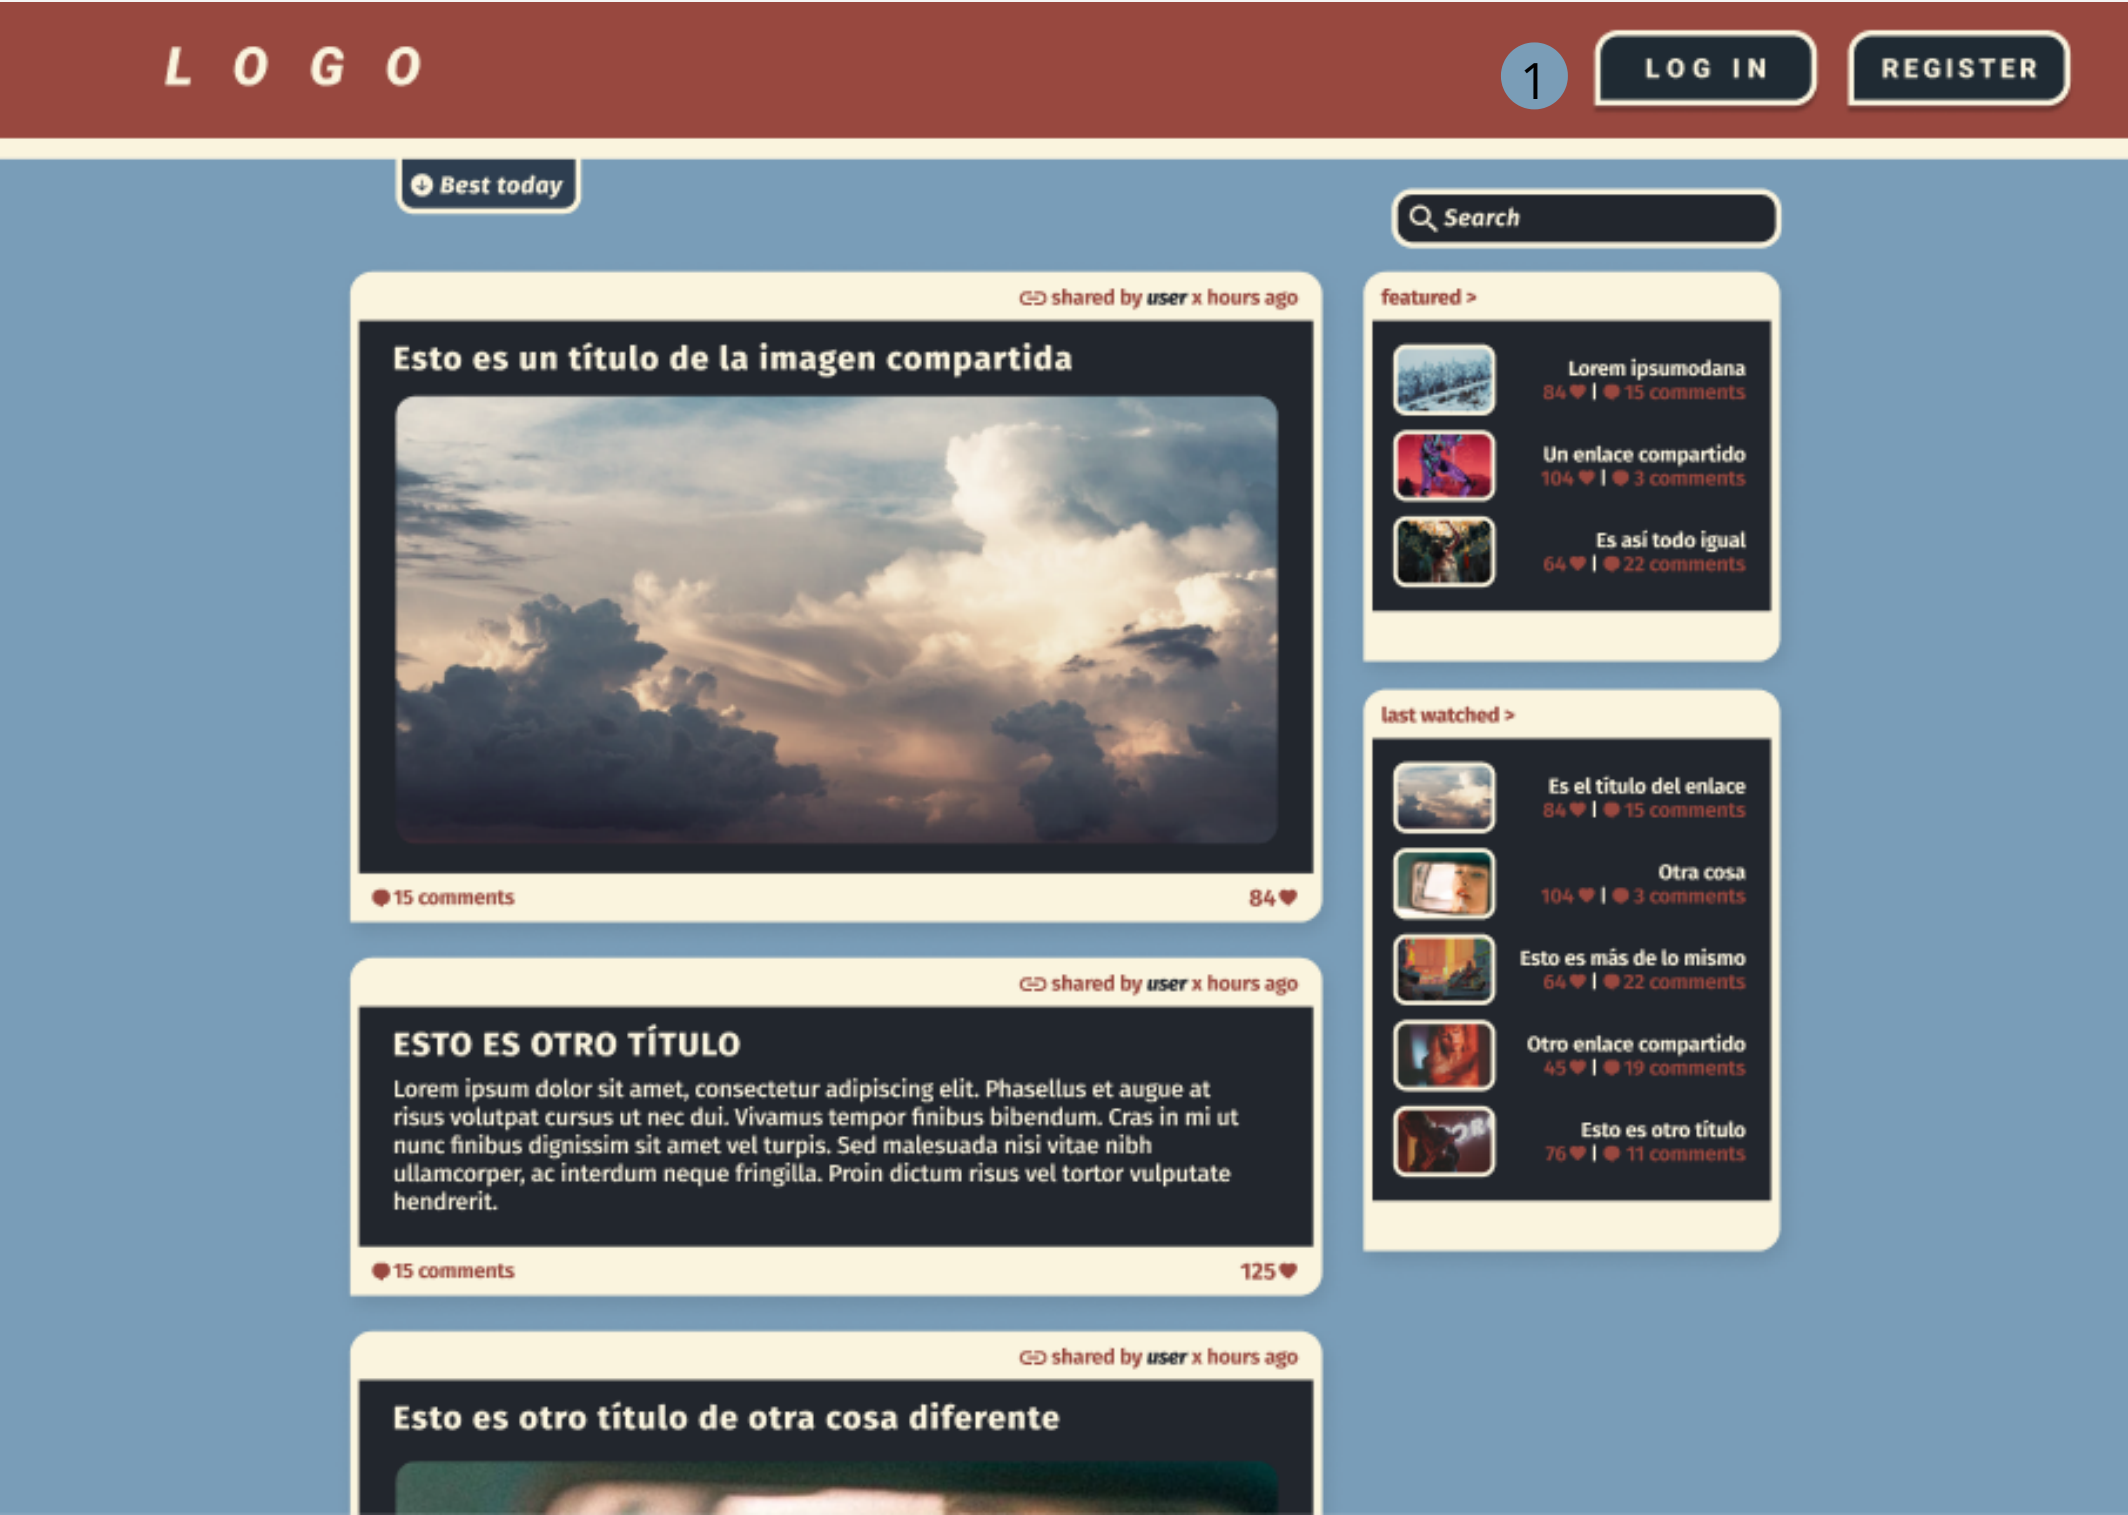 LOGO
1
LOG IN
REGISTER
Best today
Search
shared by user x hours ago
Esto es un título de la imagen compartida
15 comments
84
shared by user x hours ago
ESTO ES OTRO TÍTULO
Lorem ipsum dolor sit amet, consectetur adipiscing elit. Phasellus et augue at
risus volutpat cursus ut nec dui. Vivamus tempor finibus bibendum. Cras in mi ut
nunc finibus dignissim sit amet vel turpis. Sed malesuada nisi vitae nibh
ullamcorper, ac interdum neque fringilla. Proin dictum risus vel tortor vulputate
hendrerit.
15 comments
125
shared by user x hours ago
Esto es otro título de otra cosa diferente
featured >
Lorem ipsumodana
84 | 15 comments
Un enlace compartido
104 | 3 comments
Es asi todo igual
64 | 22 comments
last watched >
Es el título del enlace
84 | 15 comments
Otra cosa
104 | 3 comments
Esto es más de lo mismo
64 | 22 comments
Otro enlace compartido
45 | 19 comments
Esto es otro título
76 | 11 comments